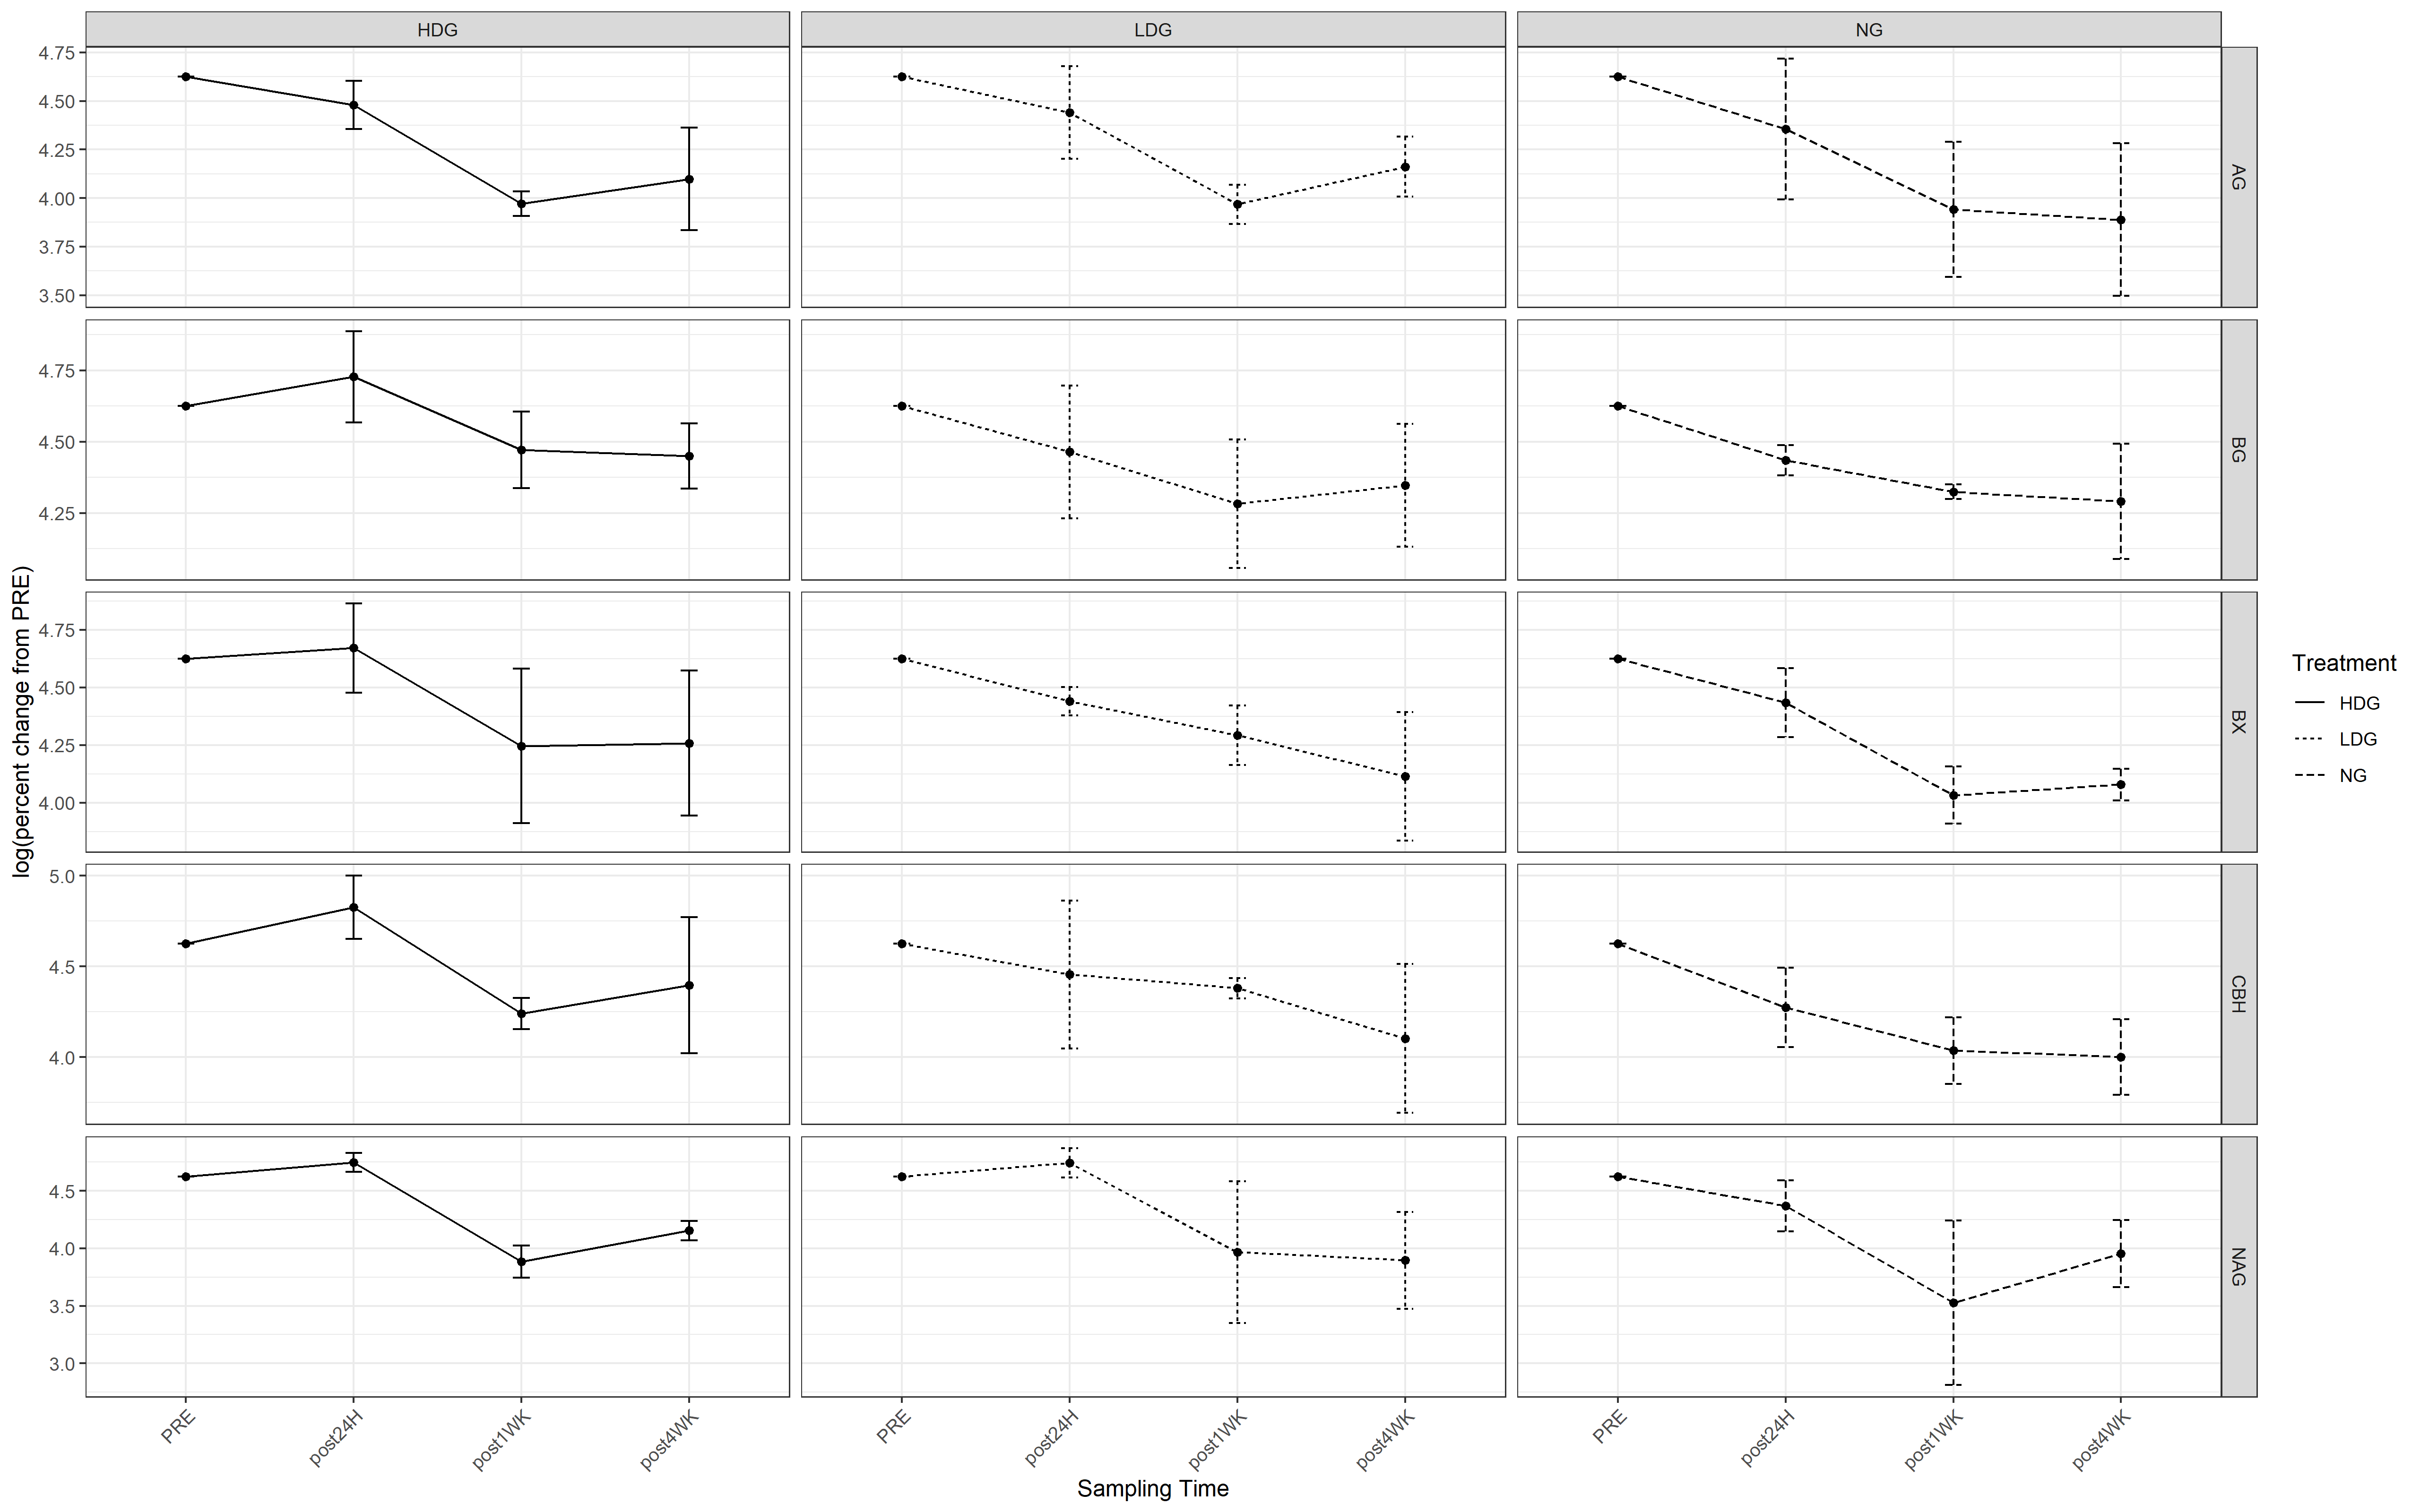 HDG LDG NG
4.75
4.50
4.25
4.00
3.75
3.50
AG
4.75
4.50
4.25
BG
4.75
4.50
4.25
4.00
BX
5.0
4.5
4.0
CBH
4.5
4.0
3.5
3.0
NAG
log(percent change from PRE)
PRE post24H post1WK post4WK PRE post24H post1WK post4WK PRE post24H post1WK post4WK
Sampling Time
Treatment
HDG
LDG
NG